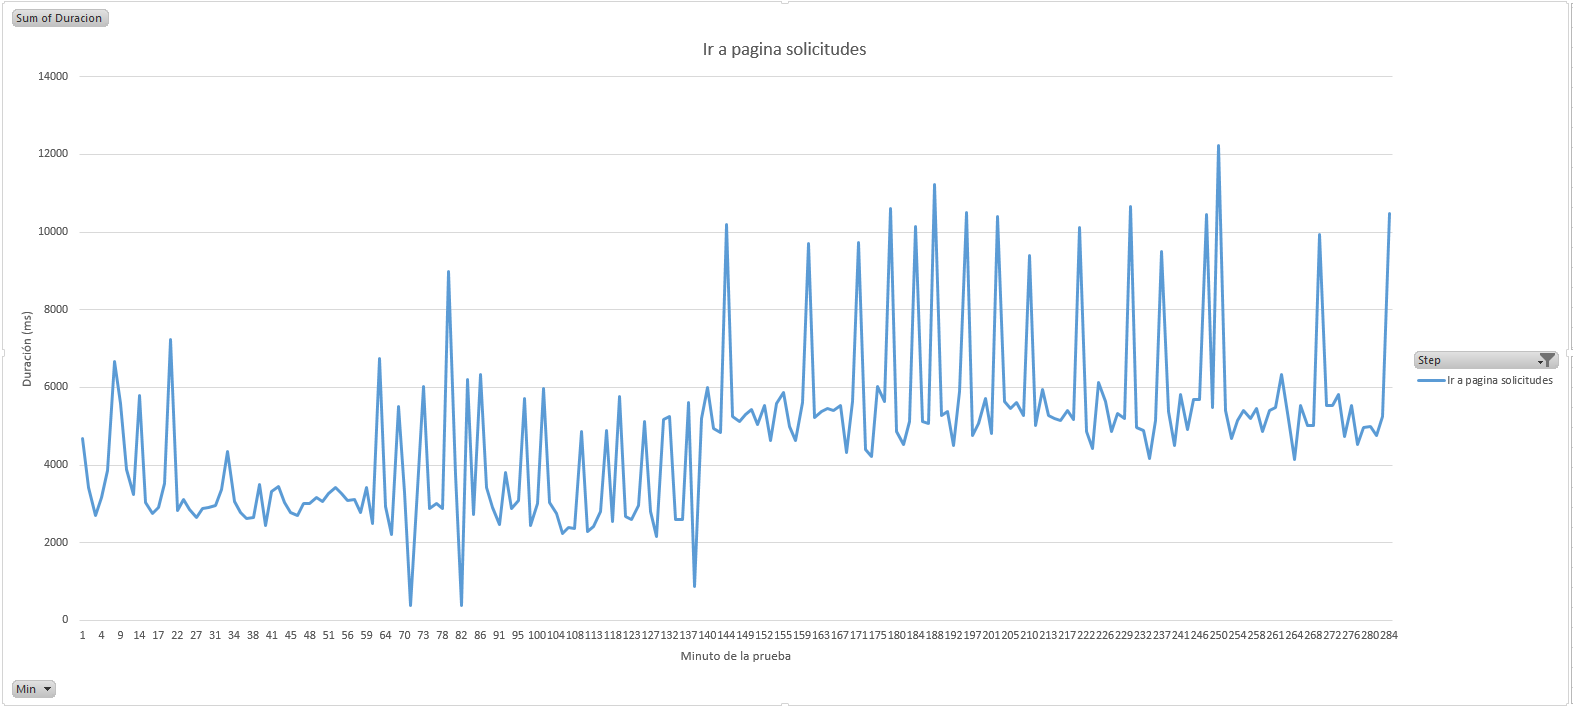 Sum of Duracion
Ir a pagina solicitudes
14000
12000
10000
8000
6000
4000
2000
0
Duración (ms)
1 4 9 14 17 22 27 31 34 38 41 45 48 51 56 59 64 70 73 78 82 86 91 95 100 104 108 113 118 123 127 132 137 140 144 149 152 155 159 163 167 171 175 180 184 188 192 197 201 205 210 213 217 222 226 229 232 237 241 246 250 254 258 261 264 268 272 276 280 284
Minuto de la prueba
Step
Ir a pagina solicitudes
Min